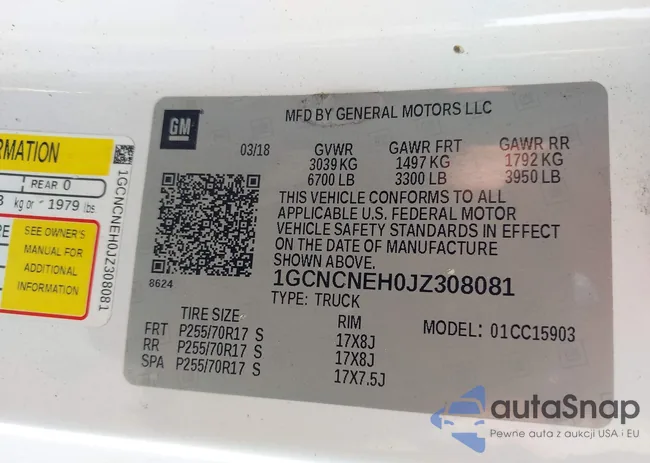 RMATION
REAR 0
kg or 1979 lbs
SEE OWNER'S
MANUAL FOR
ADDITIONAL
INFORMATION
1GCNCNEH0JZ308081
GM
MFD BY GENERAL MOTORS LLC
03/18 GVWR GAWR FRT GAWR RR
3039 KG 1497 KG 1792 KG
6700 LB 3300 LB 3950 LB
THIS VEHICLE CONFORMS TO ALL
APPLICABLE U.S. FEDERAL MOTOR
VEHICLE SAFETY STANDARDS IN EFFECT
ON THE DATE OF MANUFACTURE
SHOWN ABOVE.
8624
1GCNCNEH0JZ308081
TYPE: TRUCK
TIRE SIZE: RIM MODEL: 01CC15903
FRT P255/70R17 S 17X8J
RR P255/70R17 S 17X8J
SPA P255/70R17 S 17X7.5J
autaSnap
Pewne auta z aukcji USA i EU